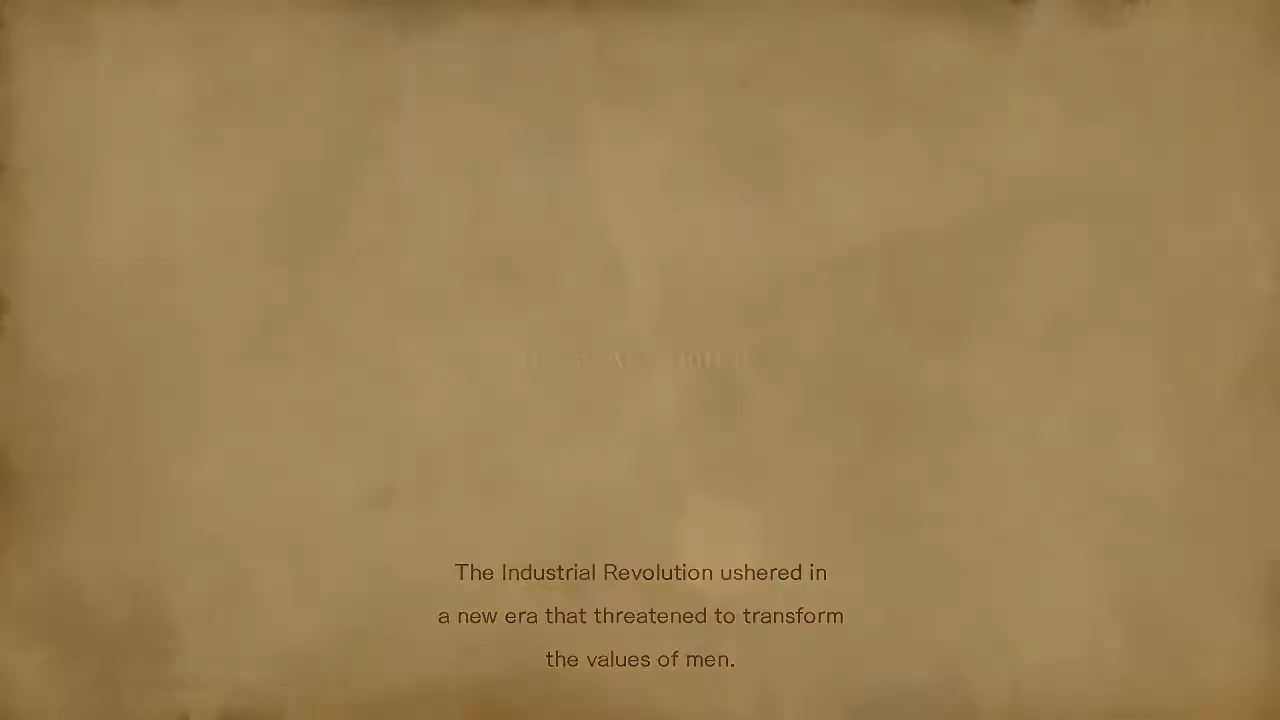 The Industrial Revolution ushered in
a new era that threatened to transform
the values of men.